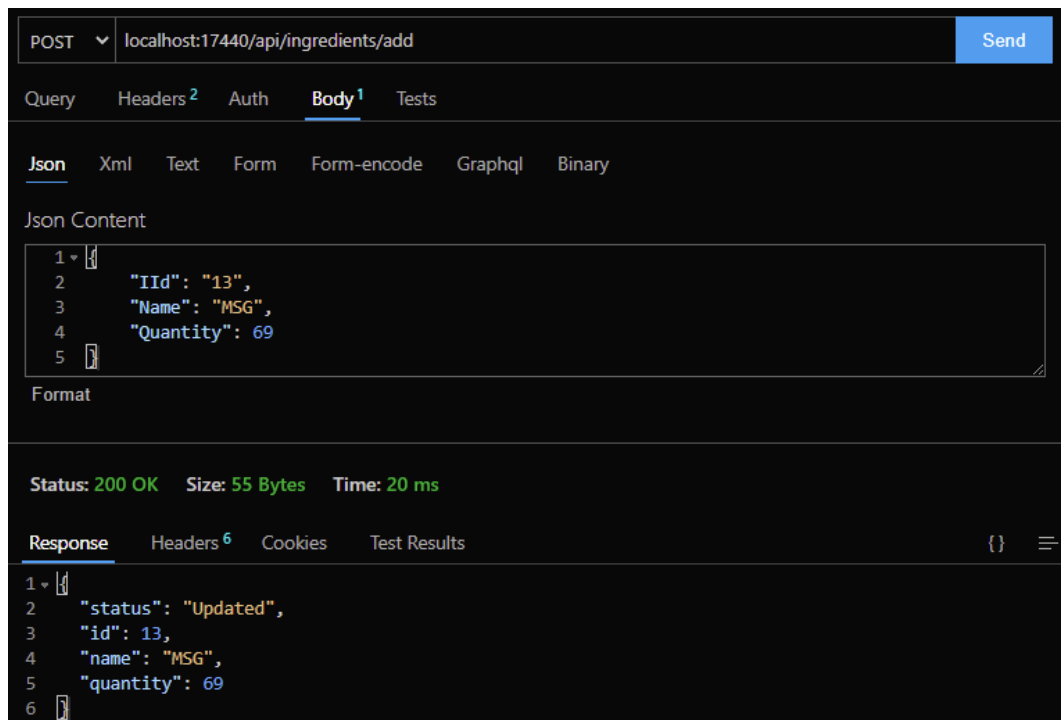 POST localhost:17440/api/ingredients/add Send
Query Headers 2 Auth Body 1 Tests
Json Xml Text Form Form-encode Graphql Binary
Json Content
1 {
2 "IId": "13",
3 "Name": "MSG",
4 "Quantity": 69
5 }
Format
Status: 200 OK Size: 55 Bytes Time: 20 ms
Response Headers 6 Cookies Test Results {}
1 {
2 "status": "Updated",
3 "id": 13,
4 "name": "MSG",
5 "quantity": 69
6 }